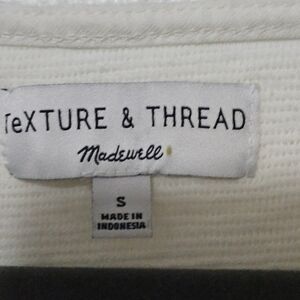 TeXTURE & THREAD
Madewell
S
MADE IN
INDONESIA